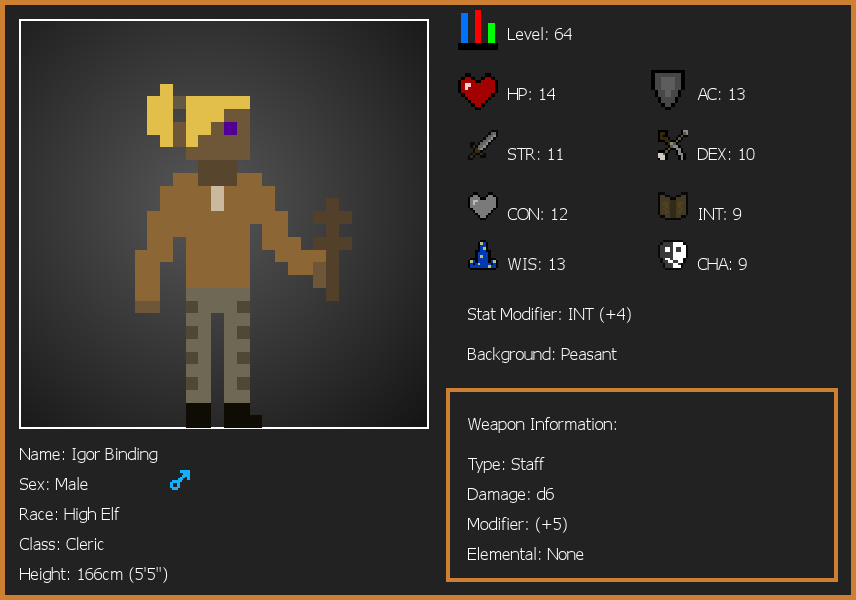 Level: 64
HP: 14
AC: 13
STR: 11
DEX: 10
CON: 12
INT: 9
WIS: 13
CHA: 9
Stat Modifier: INT (+4)
Background: Peasant
Weapon Information:
Type: Staff
Damage: d6
Modifier: (+5)
Elemental: None
Name: Igor Binding
Sex: Male
Race: High Elf
Class: Cleric
Height: 166cm (5'5")